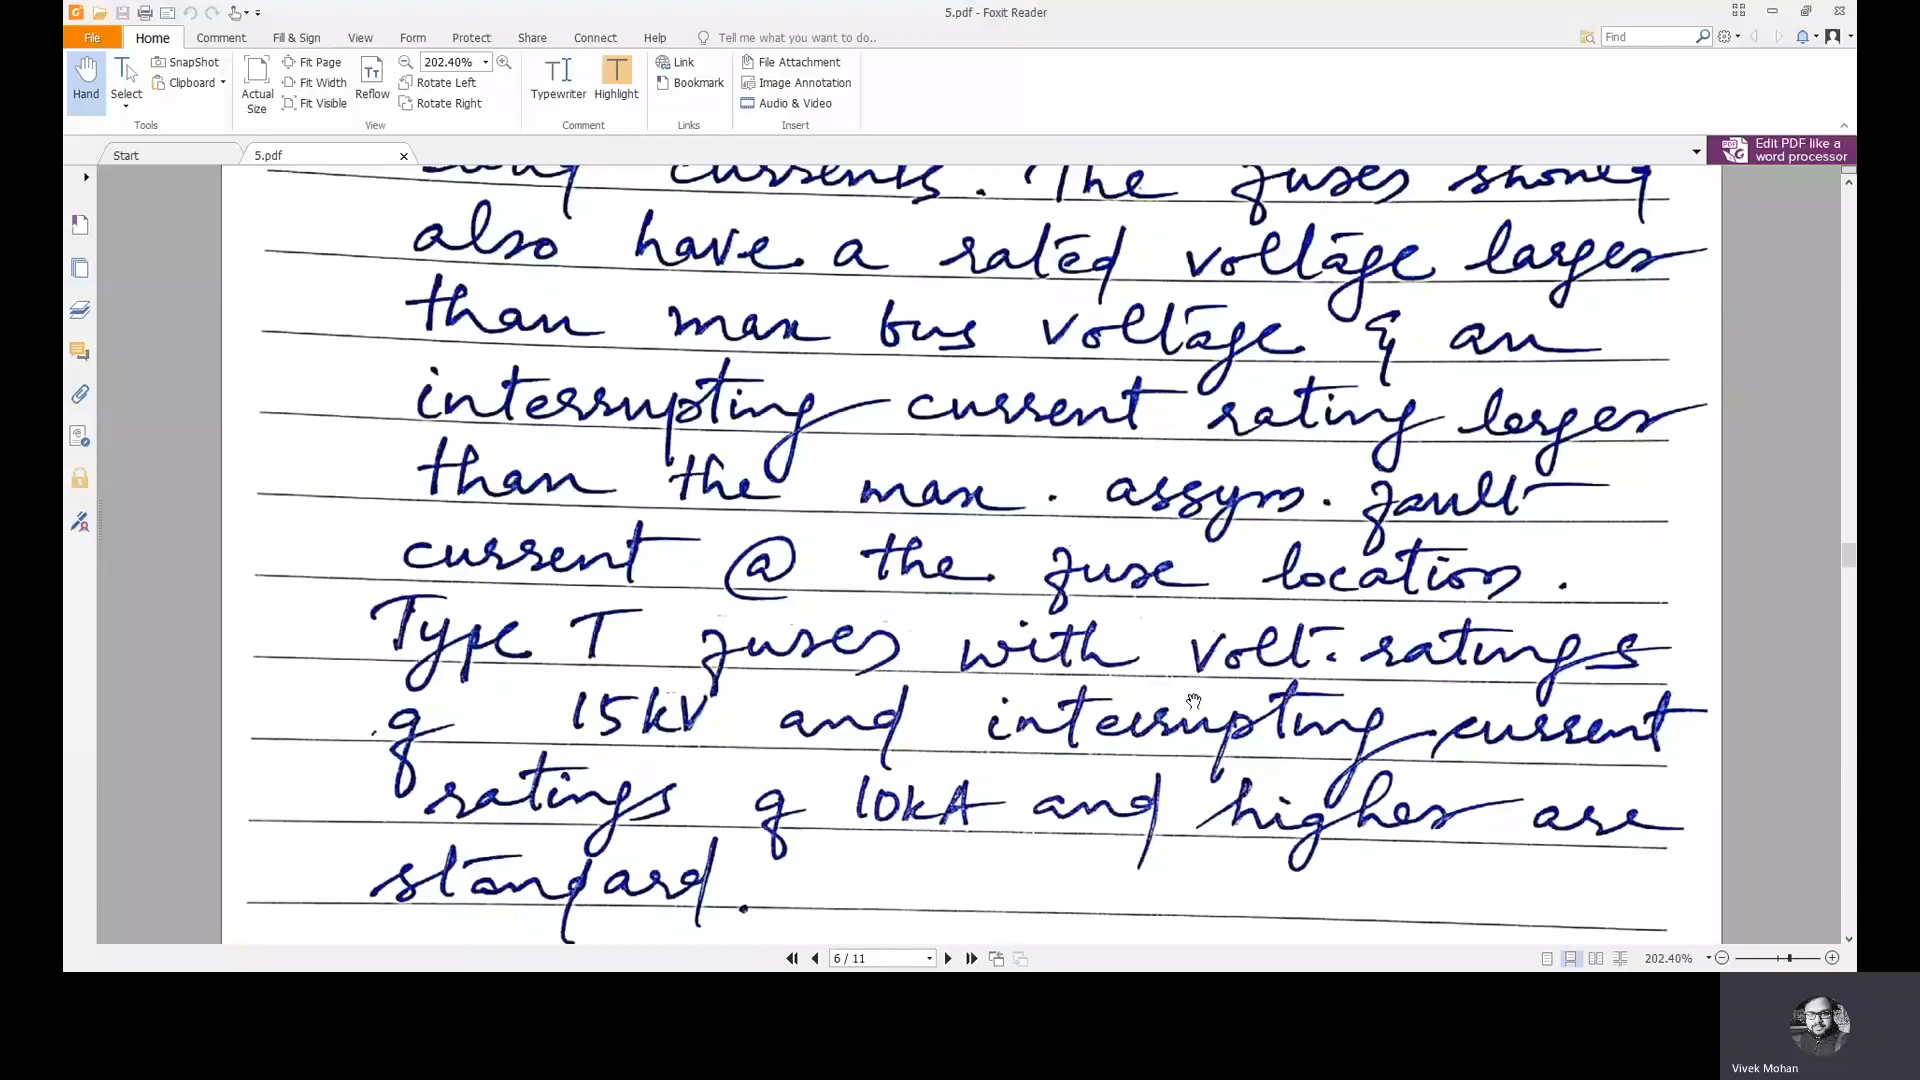 5.pdf - Foxit Reader
File Home Comment Fill & Sign View Form Protect Share Connect Help Tell me what you want to do.. Find
Hand
Select
SnapShot
Clipboard
Tools
Actual Size
Fit Page
Fit Width
Fit Visible
Reflow
202.40%
Rotate Left
Rotate Right
View
Typewriter
Highlight
Comment
Link
Bookmark
Links
File Attachment
Image Annotation
Audio & Video
Insert
Start
5.pdf
Edit PDF like a
word processor
currents. The fuses should
also have a rated voltage larger
than max bus voltage & an
interrupting current rating larger
than the max. assym. fault
current @ the fuse location.
Type T fuses with volt. ratings
of 15kV and interrupting current
ratings of 10kA and higher are
standard.
6 / 11
202.40%
Vivek Mohan